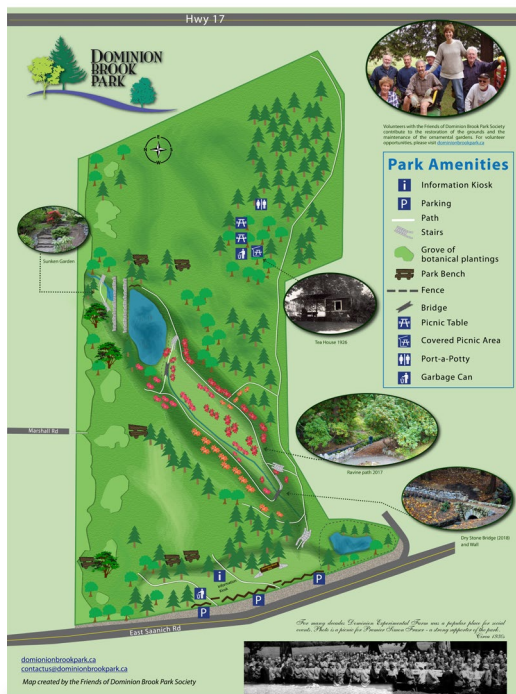 Hwy 17
DOMINION
BROOK
PARK
Volunteers with the Friends of Dominion Brook Park Society
contribute to the restoration of the grounds and the
maintenance of the ornamental gardens. For volunteer
opportunities, please visit dominionbrookpark.ca
Park Amenities
i Information Kiosk
P Parking
Path
Stairs
Grove of
botanical plantings
Park Bench
Fence
Bridge
Picnic Table
Covered Picnic Area
Port-a-Potty
Garbage Can
E
W
Sunken Garden
Tea House 1926
Marshall Rd
Ravine path 2017
Dry Stone Bridge (2018)
and Wall
i
Kiosk
P
P
P
East Saanich Rd
For many decades Dominion Experimental Farm was a popular place for social
events. Photo is a picnic for Premier Simon Fraser - a strong supporter of the park.
Circa 1930s
domionionbrookpark.ca
contactus@dominionbrookpark.ca
Map created by the Friends of Dominion Brook Park Society